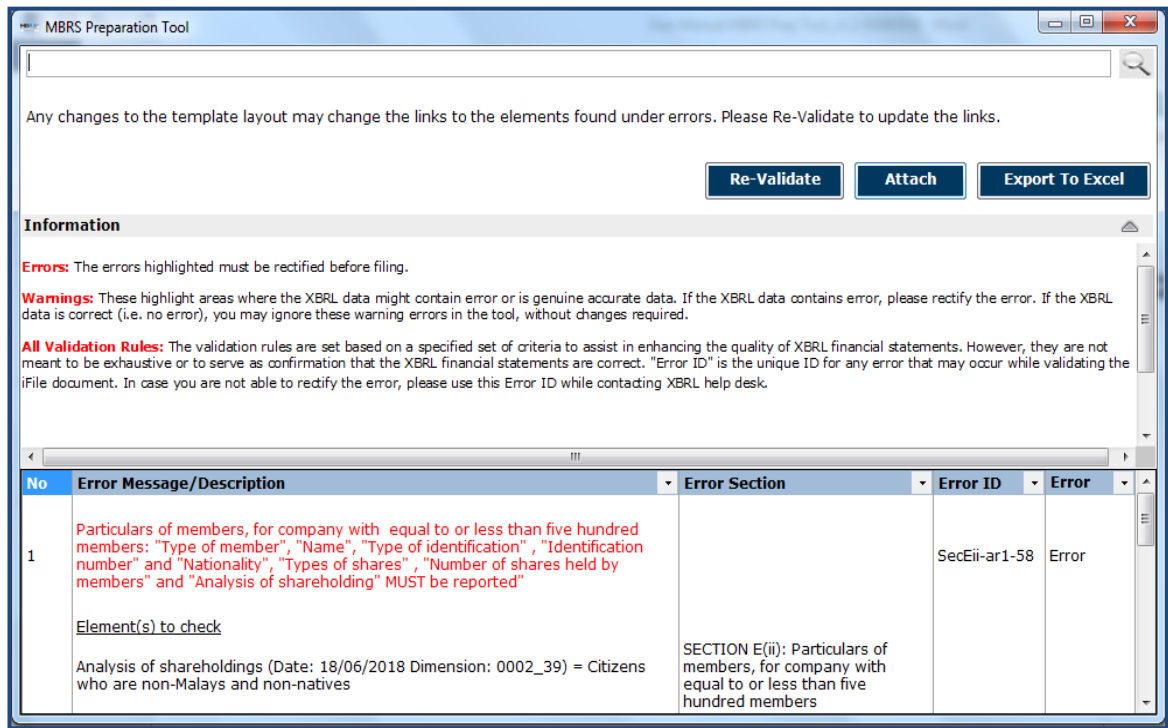 MBRS Preparation Tool
Any changes to the template layout may change the links to the elements found under errors. Please Re-Validate to update the links.
Re-Validate
Attach
Export To Excel
Information
Errors: The errors highlighted must be rectified before filing.
Warnings: These highlight areas where the XBRL data might contain error or is genuine accurate data. If the XBRL data contains error, please rectify the error. If the XBRL
data is correct (i.e. no error), you may ignore these warning errors in the tool, without changes required.
All Validation Rules: The validation rules are set based on a specified set of criteria to assist in enhancing the quality of XBRL financial statements. However, they are not
meant to be exhaustive or to serve as confirmation that the XBRL financial statements are correct. "Error ID" is the unique ID for any error that may occur while validating the
iFile document. In case you are not able to rectify the error, please use this Error ID while contacting XBRL help desk.
No
Error Message/Description
Error Section
Error ID
Error
1
Particulars of members, for company with equal to or less than five hundred
members: "Type of member", "Name", "Type of identification" , "Identification
number" and "Nationality", "Types of shares" , "Number of shares held by
members" and "Analysis of shareholding" MUST be reported"
SecEii-ar1-58
Error
Element(s) to check
Analysis of shareholdings (Date: 18/06/2018 Dimension: 0002_39) = Citizens
who are non-Malays and non-natives
SECTION E(ii): Particulars of
members, for company with
equal to or less than five
hundred members